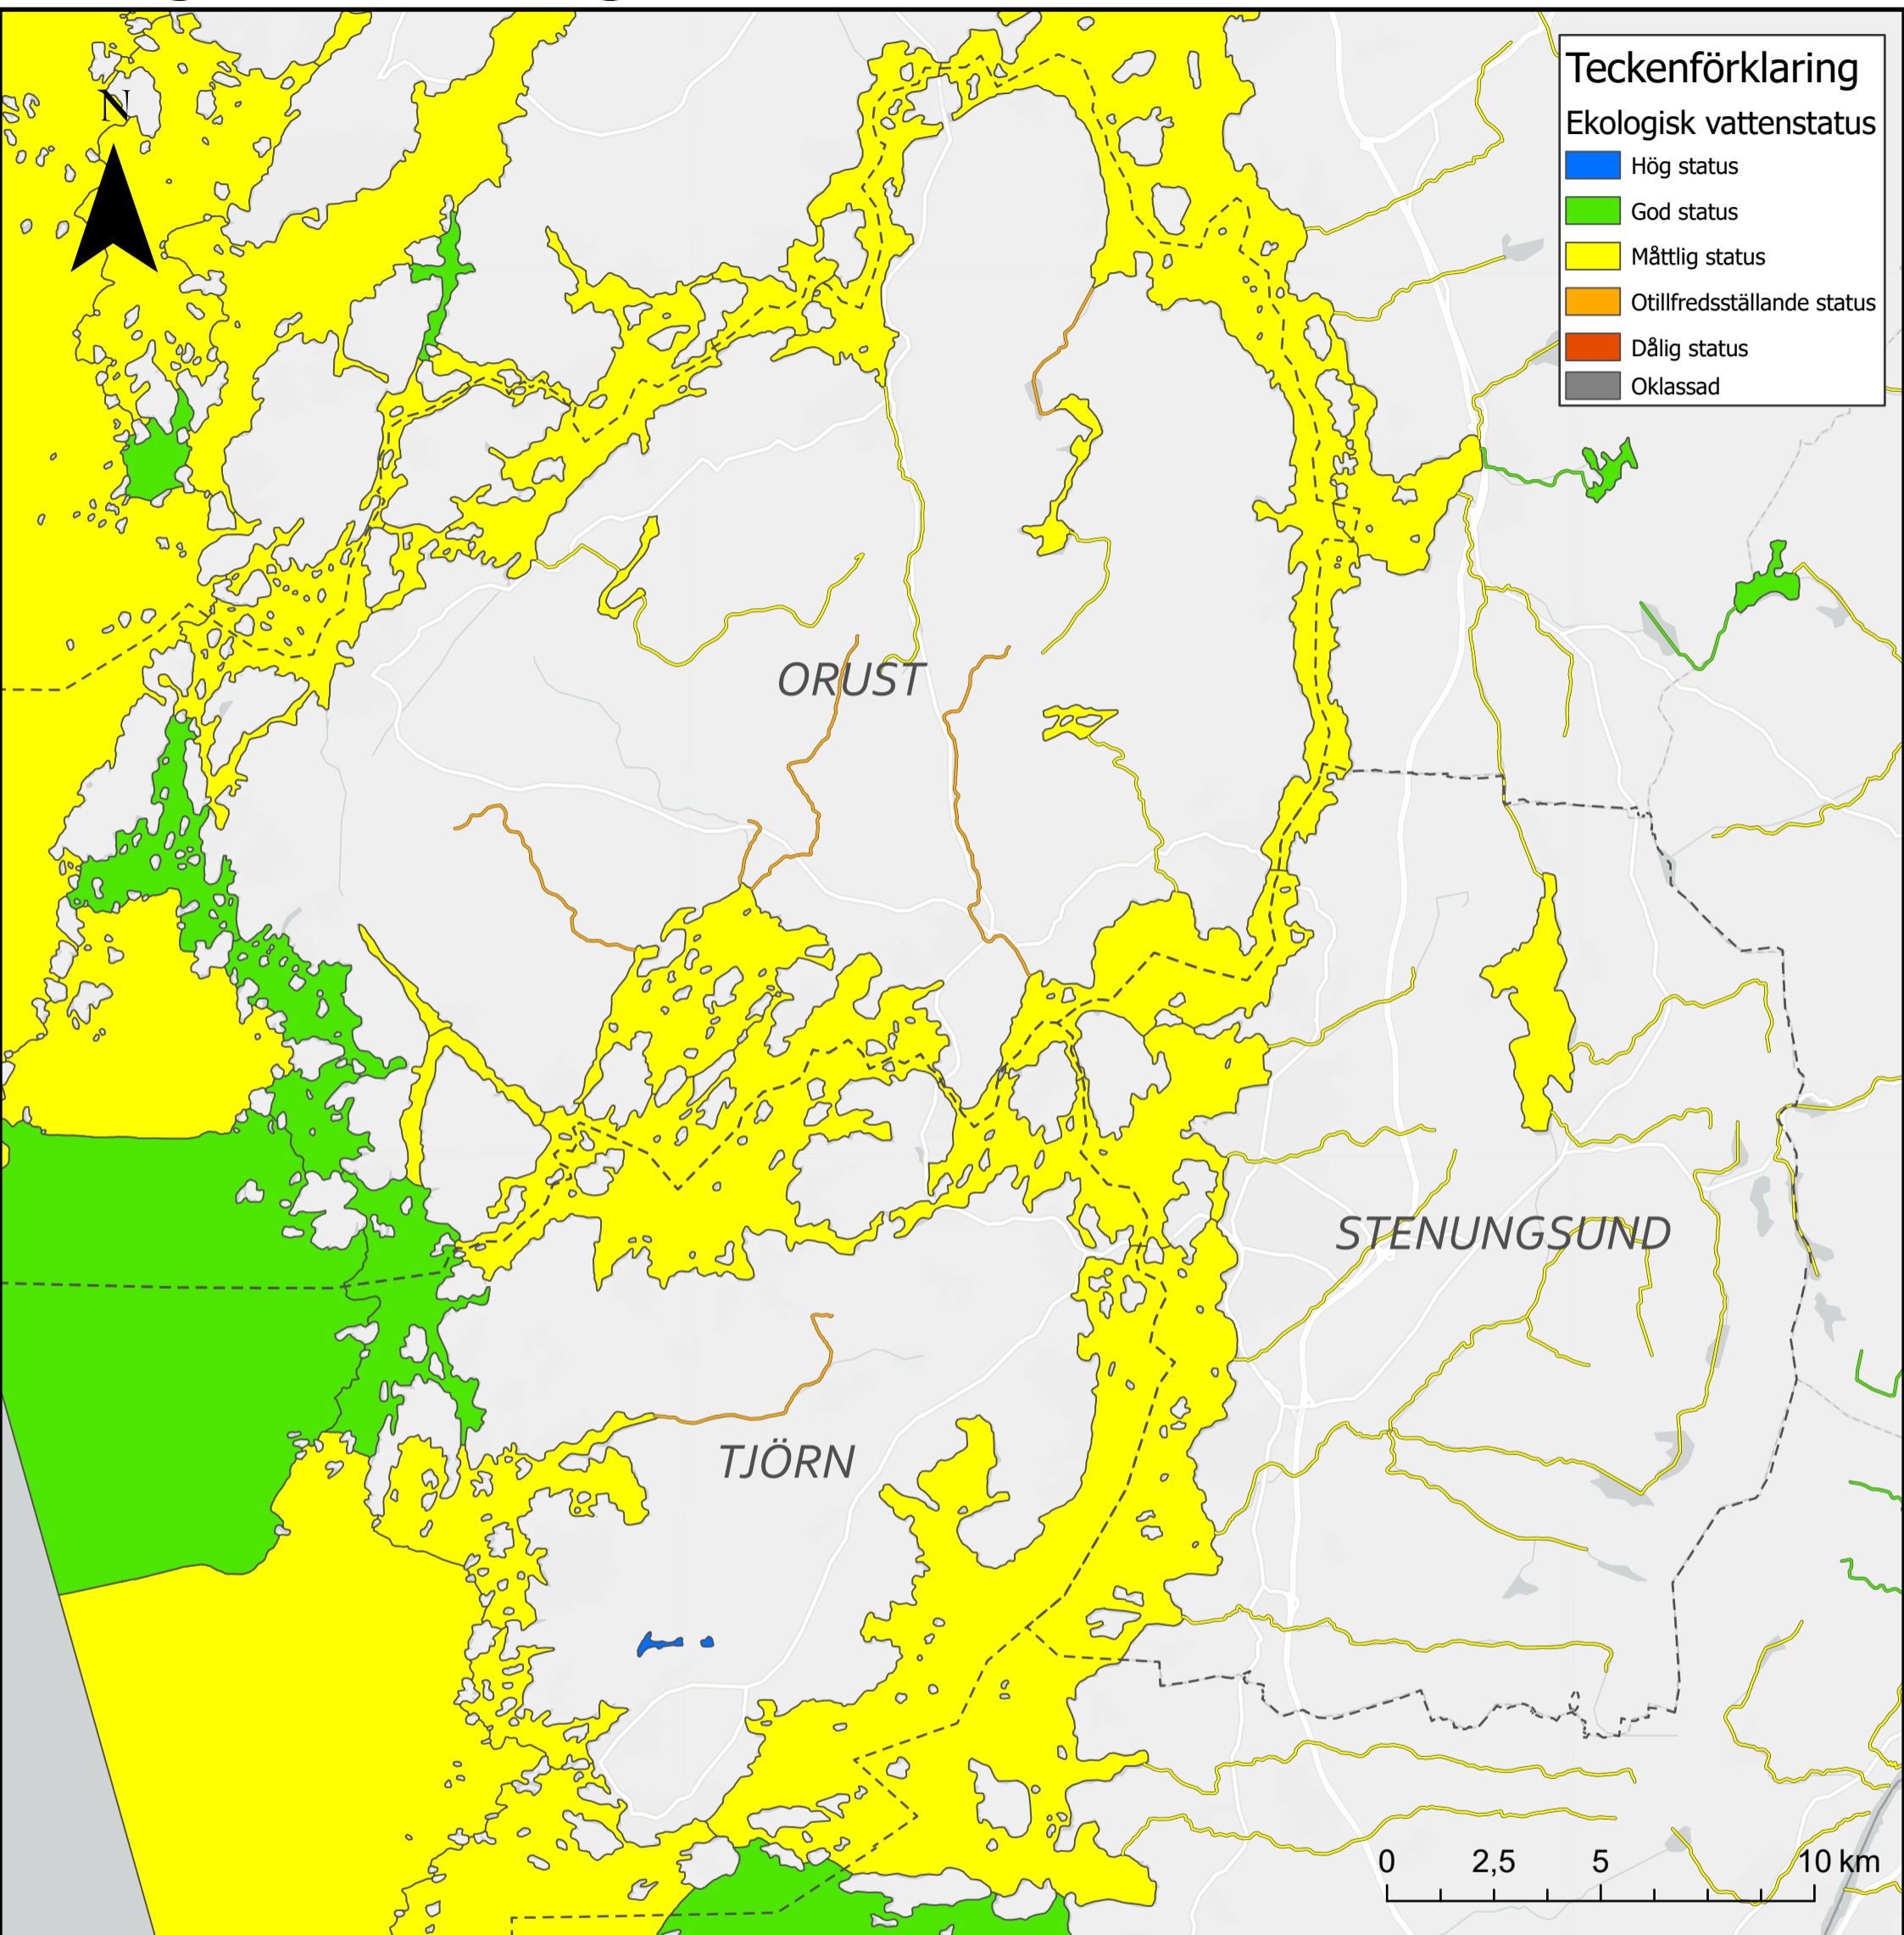 N
Teckenförklaring
Ekologisk vattenstatus
Hög status
God status
Måttlig status
Otillfredsställande status
Dålig status
Oklassad
ORUST
STENUNGSUND
TJÖRN
0 2,5 5 10 km